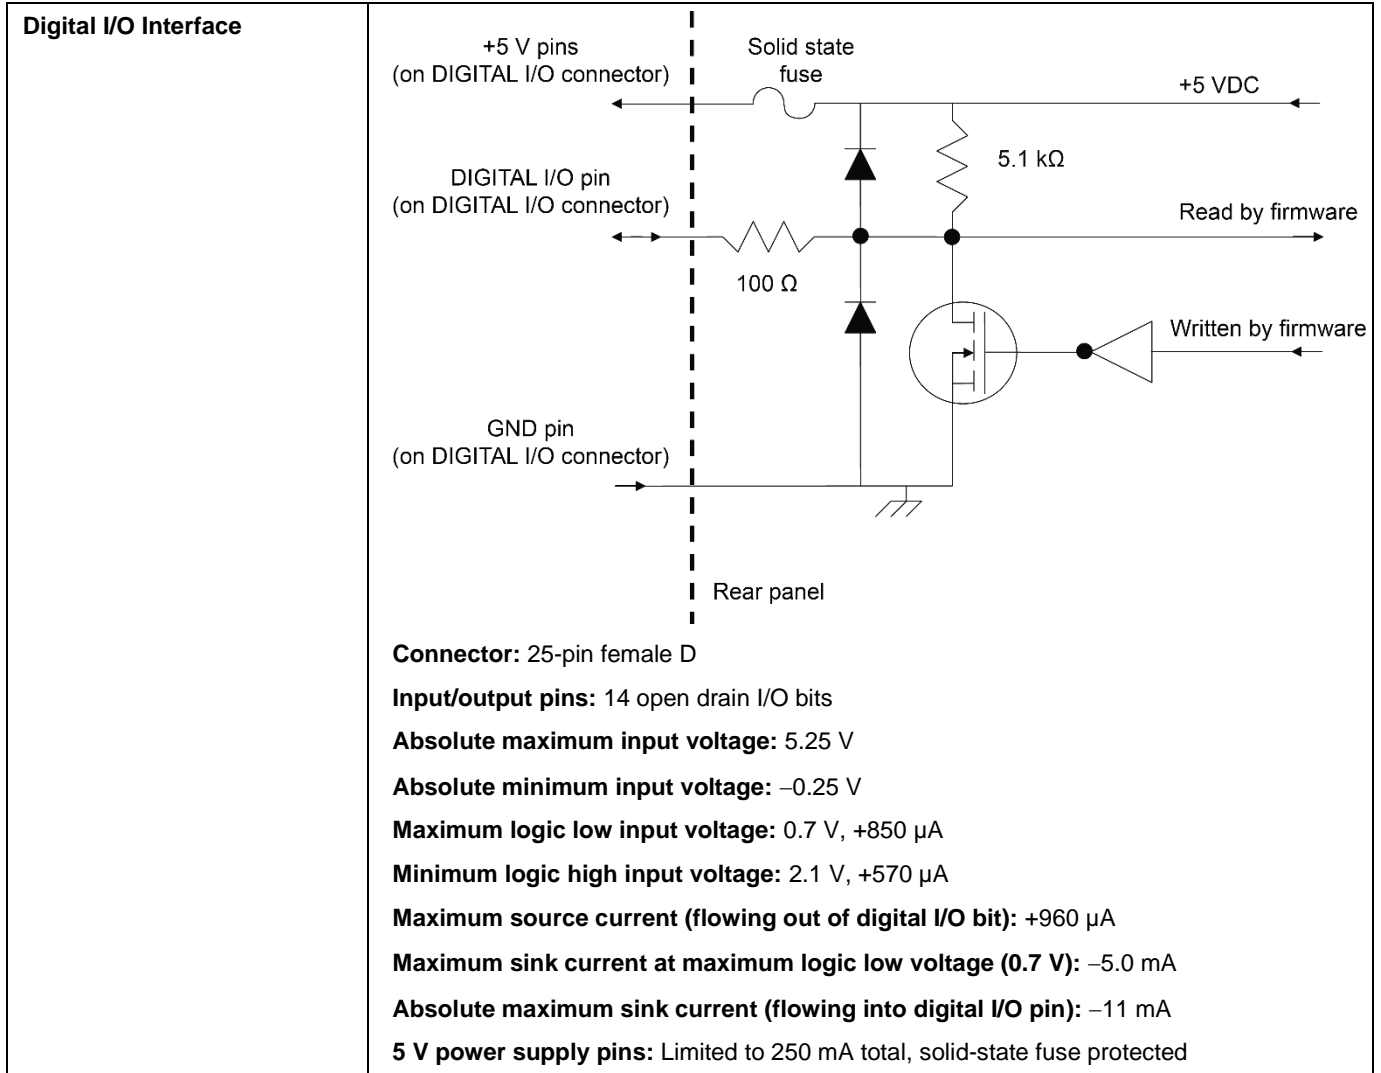 Digital I/O Interface
+5 V pins
(on DIGITAL I/O connector)
Solid state
fuse
+5 VDC
5.1 kΩ
DIGITAL I/O pin
(on DIGITAL I/O connector)
Read by firmware
100 Ω
Written by firmware
GND pin
(on DIGITAL I/O connector)
Rear panel
Connector: 25-pin female D
Input/output pins: 14 open drain I/O bits
Absolute maximum input voltage: 5.25 V
Absolute minimum input voltage: −0.25 V
Maximum logic low input voltage: 0.7 V, +850 μA
Minimum logic high input voltage: 2.1 V, +570 μA
Maximum source current (flowing out of digital I/O bit): +960 μA
Maximum sink current at maximum logic low voltage (0.7 V): −5.0 mA
Absolute maximum sink current (flowing into digital I/O pin): −11 mA
5 V power supply pins: Limited to 250 mA total, solid-state fuse protected